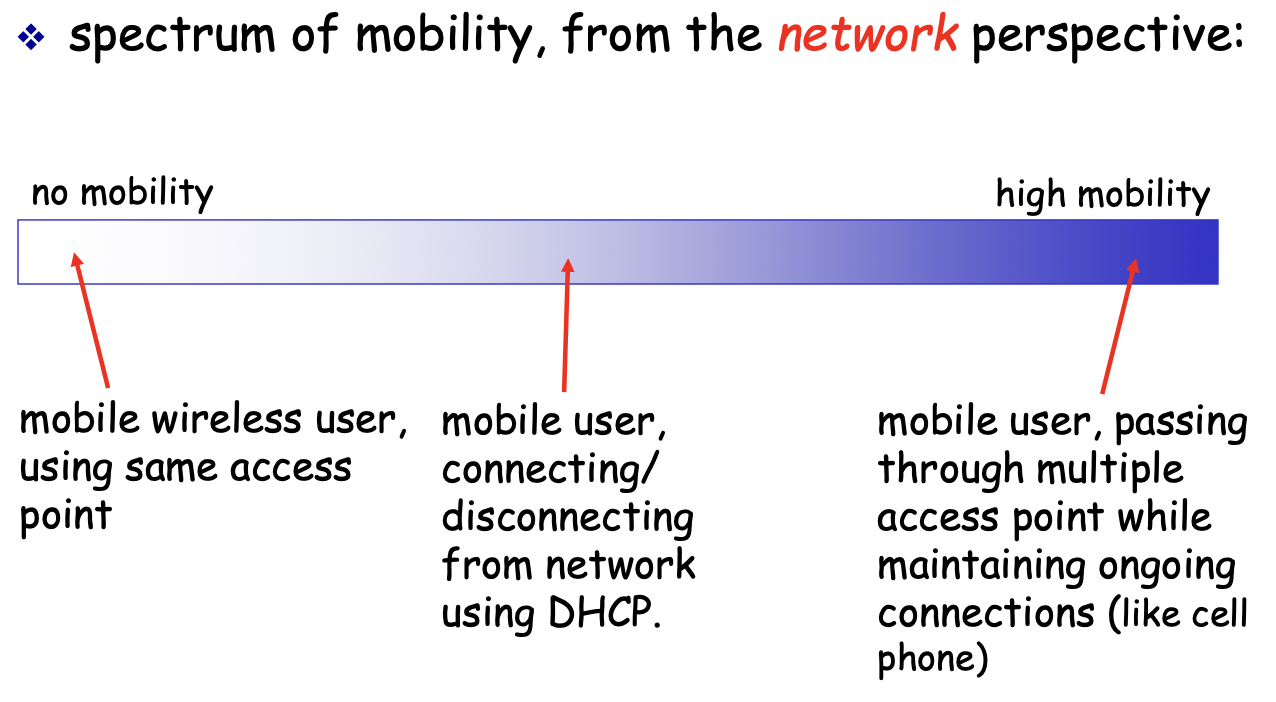 spectrum of mobility, from the network perspective:
no mobility
high mobility
mobile wireless user,
using same access
point
mobile user,
connecting/
disconnecting
from network
using DHCP.
mobile user, passing
through multiple
access point while
maintaining ongoing
connections (like cell
phone)